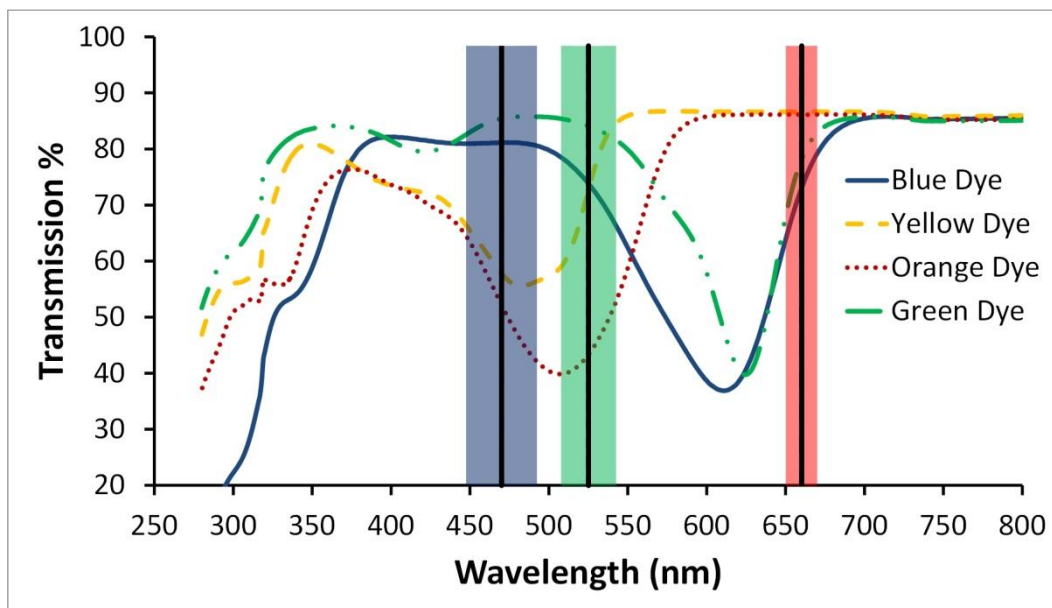 100
90
80
70
60
50
40
30
20
Transmission %
Blue Dye
Yellow Dye
Orange Dye
Green Dye
250 300 350 400 450 500 550 600 650 700 750 800
Wavelength (nm)